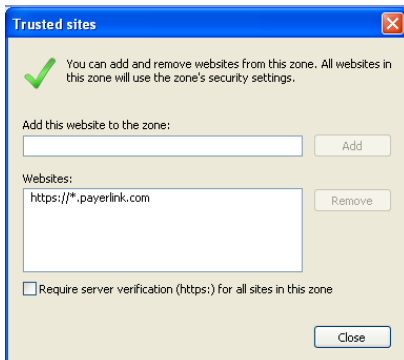 Trusted sites
You can add and remove websites from this zone. All websites in
this zone will use the zone's security settings.
Add this website to the zone:
Add
Websites:
https://*.payerlink.com
Remove
Require server verification (https:) for all sites in this zone
Close